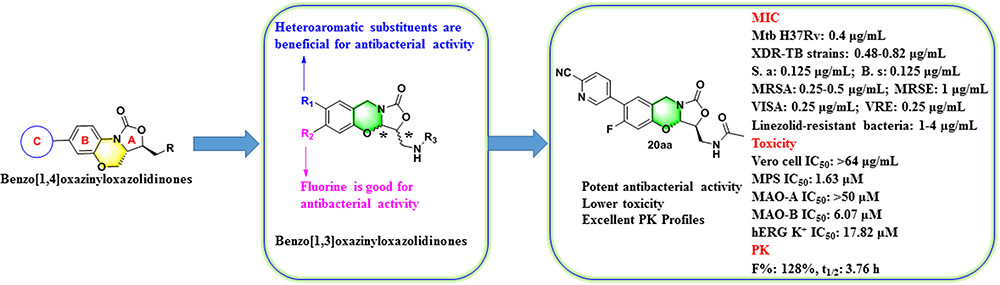 C
B
A
N
O
O
O
R
Benzo[1,4]oxazinyloxazolidinones
Heteroaromatic substituents are
beneficial for antibacterial activity
R1
R2
N
O
O
O
*
*
NH
R3
Fluorine is good for
antibacterial activity
Benzo[1,3]oxazinyloxazolidinones
NC
N
F
O
N
O
O
O
N
H
20aa
Potent antibacterial activity
Lower toxicity
Excellent PK Profiles
MIC
Mtb H37Rv: 0.4 µg/mL
XDR-TB strains: 0.48-0.82 µg/mL
S. a: 0.125 µg/mL; B. s: 0.125 µg/mL
MRSA: 0.25-0.5 µg/mL; MRSE: 1 µg/mL
VISA: 0.25 µg/mL; VRE: 0.25 µg/mL
Linezolid-resistant bacteria: 1-4 µg/mL
Toxicity
Vero cell IC50: >64 µg/mL
MPS IC50: 1.63 µM
MAO-A IC50: >50 µM
MAO-B IC50: 6.07 µM
hERG K+ IC50: 17.82 µM
PK
F%: 128%, t1/2: 3.76 h